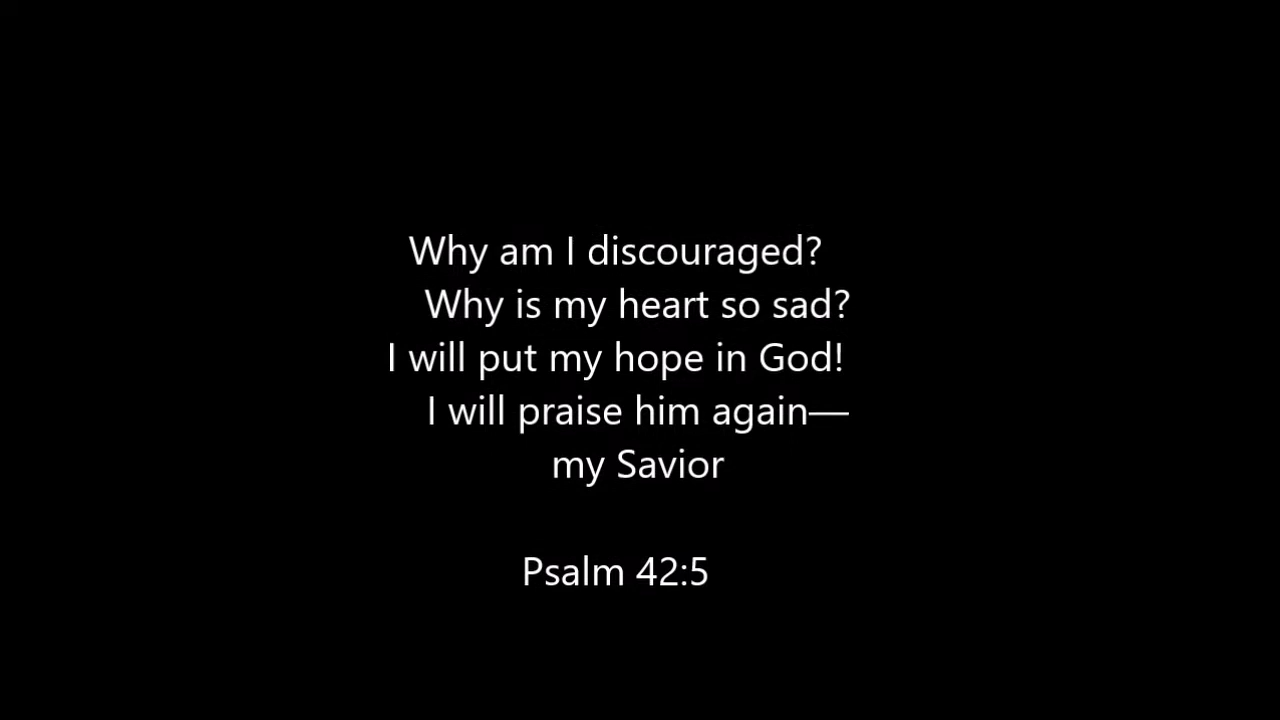 Why am I discouraged?
Why is my heart so sad?
I will put my hope in God!
I will praise him again—
my Savior
Psalm 42:5